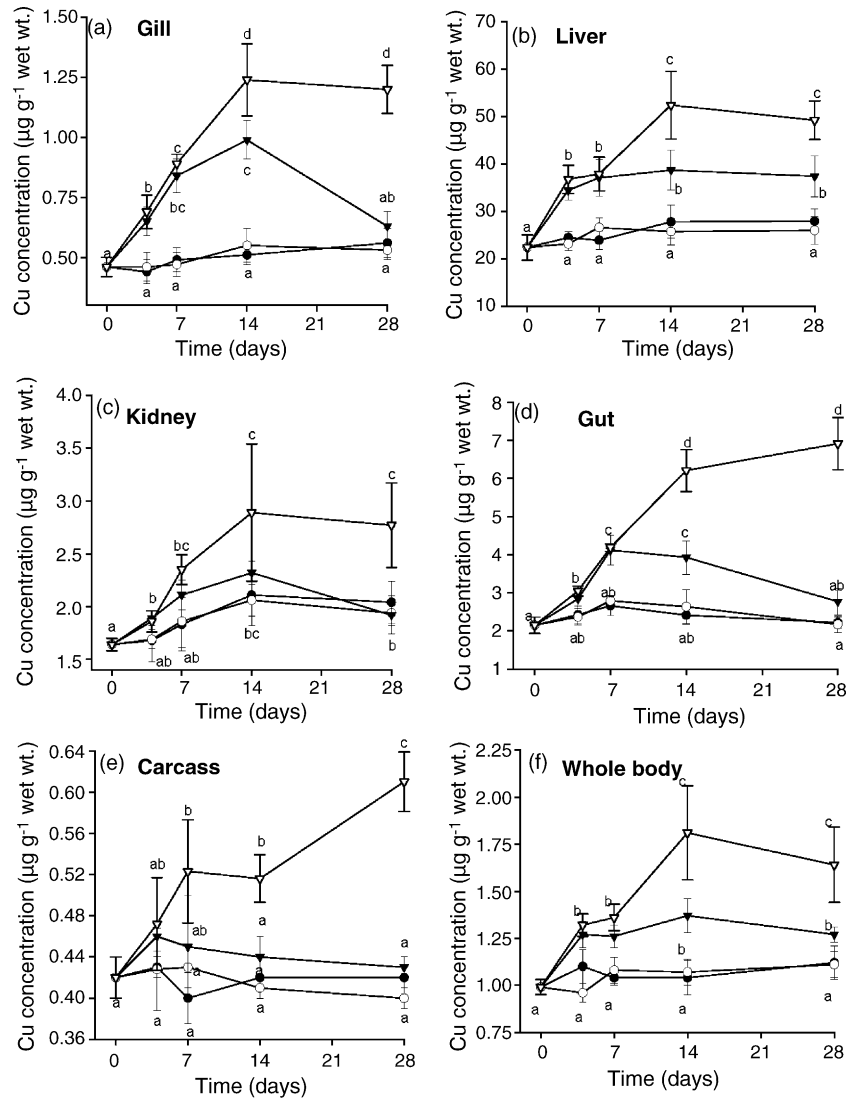 (a) Gill
Cu concentration (µg g-1 wet wt.)
1.50
1.25
1.00
0.75
0.50
a
b
c
bc
d
c
d
ab
a
a
a
a
0
7
14
21
28
Time (days)
(b) Liver
Cu concentration (µg g-1 wet wt.)
70
60
50
40
30
20
10
a
b
b
c
c
b
b
a
a
a
a
0
7
14
21
28
Time (days)
(c) Kidney
Cu concentration (µg g-1 wet wt.)
4.0
3.5
3.0
2.5
2.0
1.5
a
b
bc
c
c
ab
ab
bc
b
0
7
14
21
28
Time (days)
(d) Gut
Cu concentration (µg g-1 wet wt.)
8
7
6
5
4
3
2
1
a
b
c
d
d
c
ab
ab
ab
ab
a
0
7
14
21
28
Time (days)
(e) Carcass
Cu concentration (µg g-1 wet wt.)
0.64
0.60
0.56
0.52
0.48
0.44
0.40
0.36
a
ab
b
b
c
ab
a
a
a
a
a
a
a
a
0
7
14
21
28
Time (days)
(f) Whole body
Cu concentration (µg g-1 wet wt.)
2.25
2.00
1.75
1.50
1.25
1.00
0.75
a
b
b
c
c
b
b
a
a
a
a
0
7
14
21
28
Time (days)